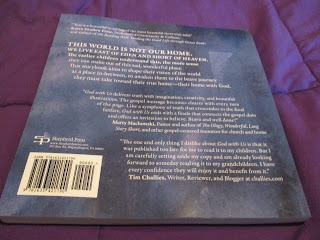 THIS WORLD IS NOT OUR HOME.
WE LIVE EAST OF EDEN AND SHORT OF HEAVEN.
The earlier children understand this, the more sense
they can make out of this sad, wonderful place.
This storybook aims to shape their vision of the world
as a place in-between, to awaken them to the brave journey
they must take toward their true home—their home with God.
"God with Us delivers truth with imagination, creativity, and beautiful
illustrations. The gospel message becomes clearer with every turn
of the page. Like a symphony of truth that crescendos to the final
God with Us ends with a finale that connects the gospel data
and offers an invitation to believe. Bravo and well done!"
Marty Machowski, Pastor and author of The Ology, Wonderful, Long
Story Short, and other gospel-centered resources for church and home
"The one and only thing I dislike about God with Us is that it
was published too late for me to read it to my children. But I
am carefully setting aside my copy and am already looking
forward to someday reading it to my grandchildren. I have
every confidence they will enjoy it and benefit from it."
Tim Challies, Writer, Reviewer, and Blogger at challies.com
SP Shepherd Press